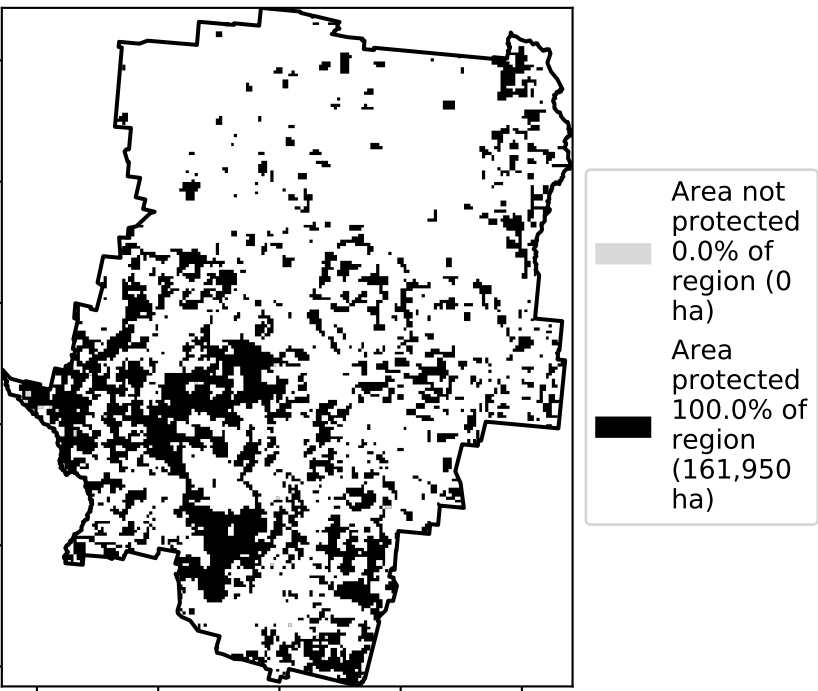 Area not
protected
0.0% of
region (0
ha)
Area
protected
100.0% of
region
(161,950
ha)